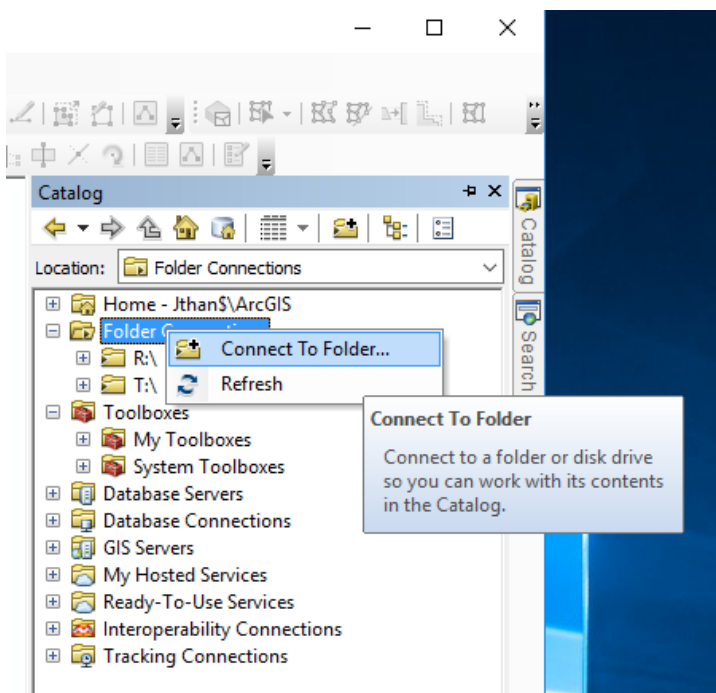 Catalog
Location: Folder Connections
Home - Jthan$\ArcGIS
Folder
R:\
T:\
Connect To Folder...
Refresh
Toolboxes
My Toolboxes
System Toolboxes
Database Servers
Database Connections
GIS Servers
My Hosted Services
Ready-To-Use Services
Interoperability Connections
Tracking Connections
Connect To Folder
Connect to a folder or disk drive
so you can work with its contents
in the Catalog.
Catalog
Search